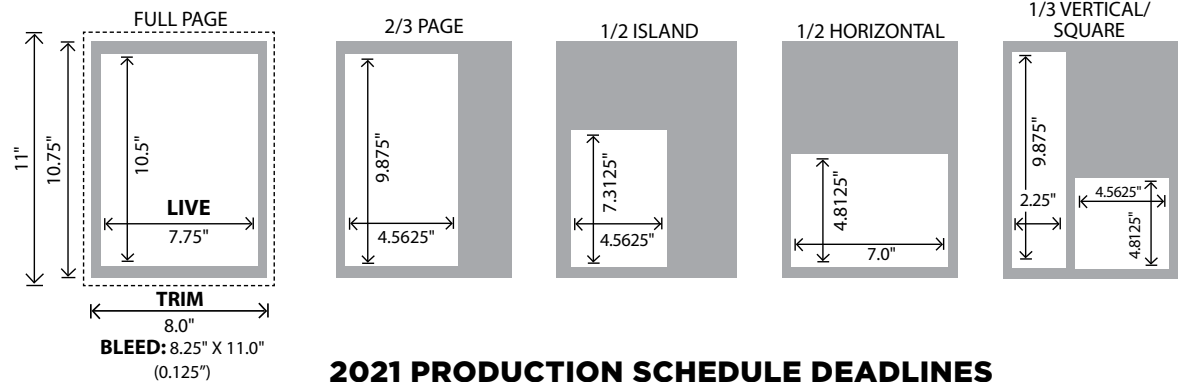 FULL PAGE
11"
10.75"
10.5"
LIVE
7.75"
TRIM
8.0"
BLEED: 8.25" X 11.0"
(0.125")
2/3 PAGE
9.875"
4.5625"
1/2 ISLAND
7.3125"
4.5625"
1/2 HORIZONTAL
4.8125"
7.0"
1/3 VERTICAL/
SQUARE
9.875"
2.25"
4.5625"
4.8125"
2021 PRODUCTION SCHEDULE DEADLINES